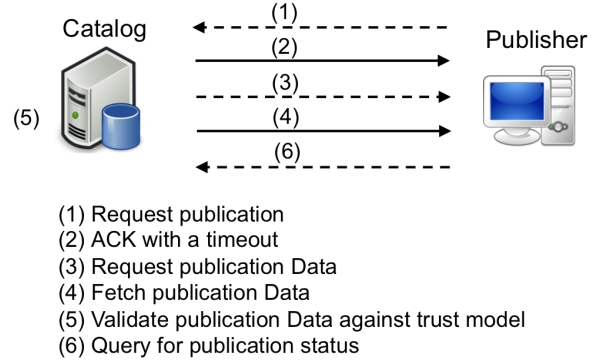 (1)
Catalog
(2)
Publisher
(3)
(5)
(4)
(6)
(1) Request publication
(2) ACK with a timeout
(3) Request publication Data
(4) Fetch publication Data
(5) Validate publication Data against trust model
(6) Query for publication status